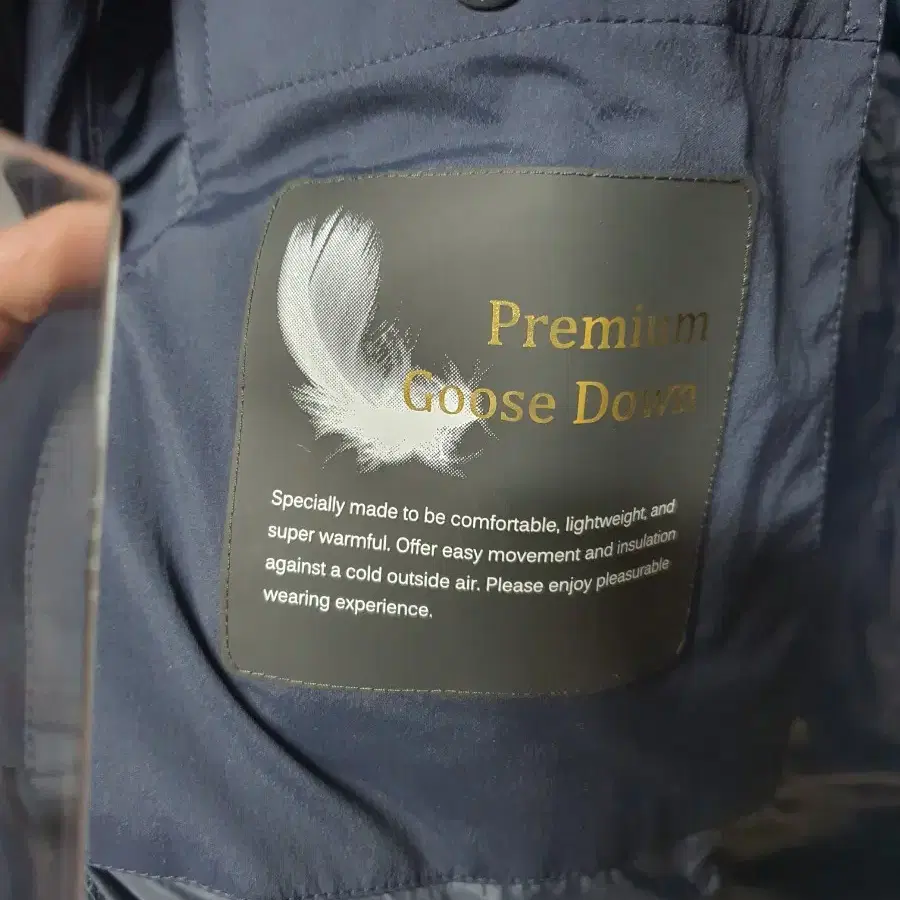 Premium
Goose Down
Specially made to be comfortable, lightweight, and
super warmful. Offer easy movement and insulation
against a cold outside air. Please enjoy pleasurable
wearing experience.